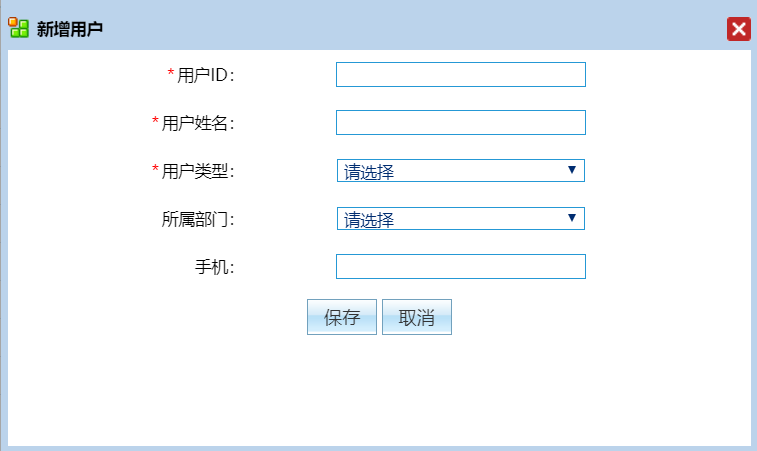 新增用户
*用户ID：
*用户姓名：
*用户类型： 请选择
所属部门： 请选择
手机：
保存 取消